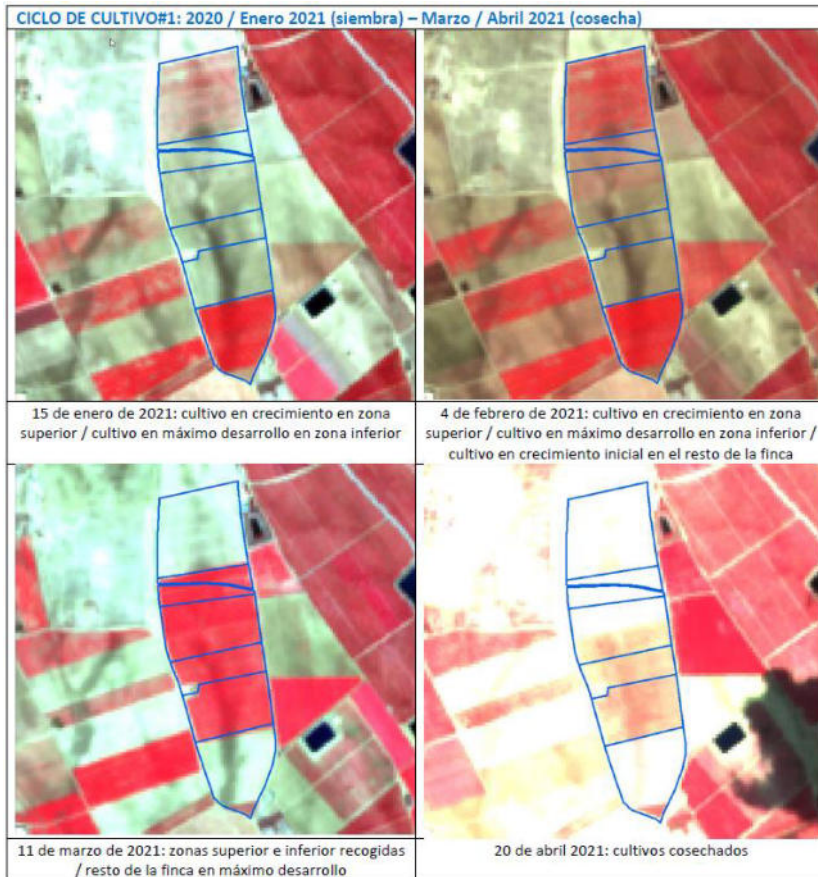 CICLO DE CULTIVO#1: 2020 / Enero 2021 (siembra) – Marzo / Abril 2021 (cosecha)
15 de enero de 2021: cultivo en crecimiento en zona
superior / cultivo en máximo desarrollo en zona inferior
4 de febrero de 2021: cultivo en crecimiento en zona
superior / cultivo en máximo desarrollo en zona inferior /
cultivo en crecimiento inicial en el resto de la finca
11 de marzo de 2021: zonas superior e inferior recogidas
/ resto de la finca en máximo desarrollo
20 de abril 2021: cultivos cosechados